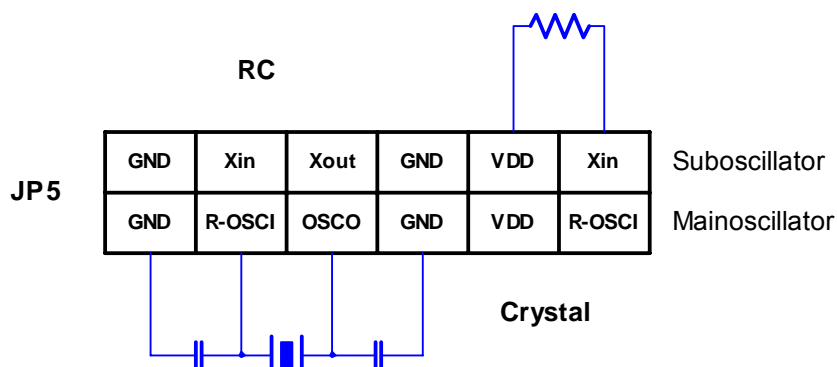 RC
GND Xin Xout GND VDD Xin Suboscillator
JP5
GND R-OSCI OSCO GND VDD R-OSCI Mainoscillator
Crystal